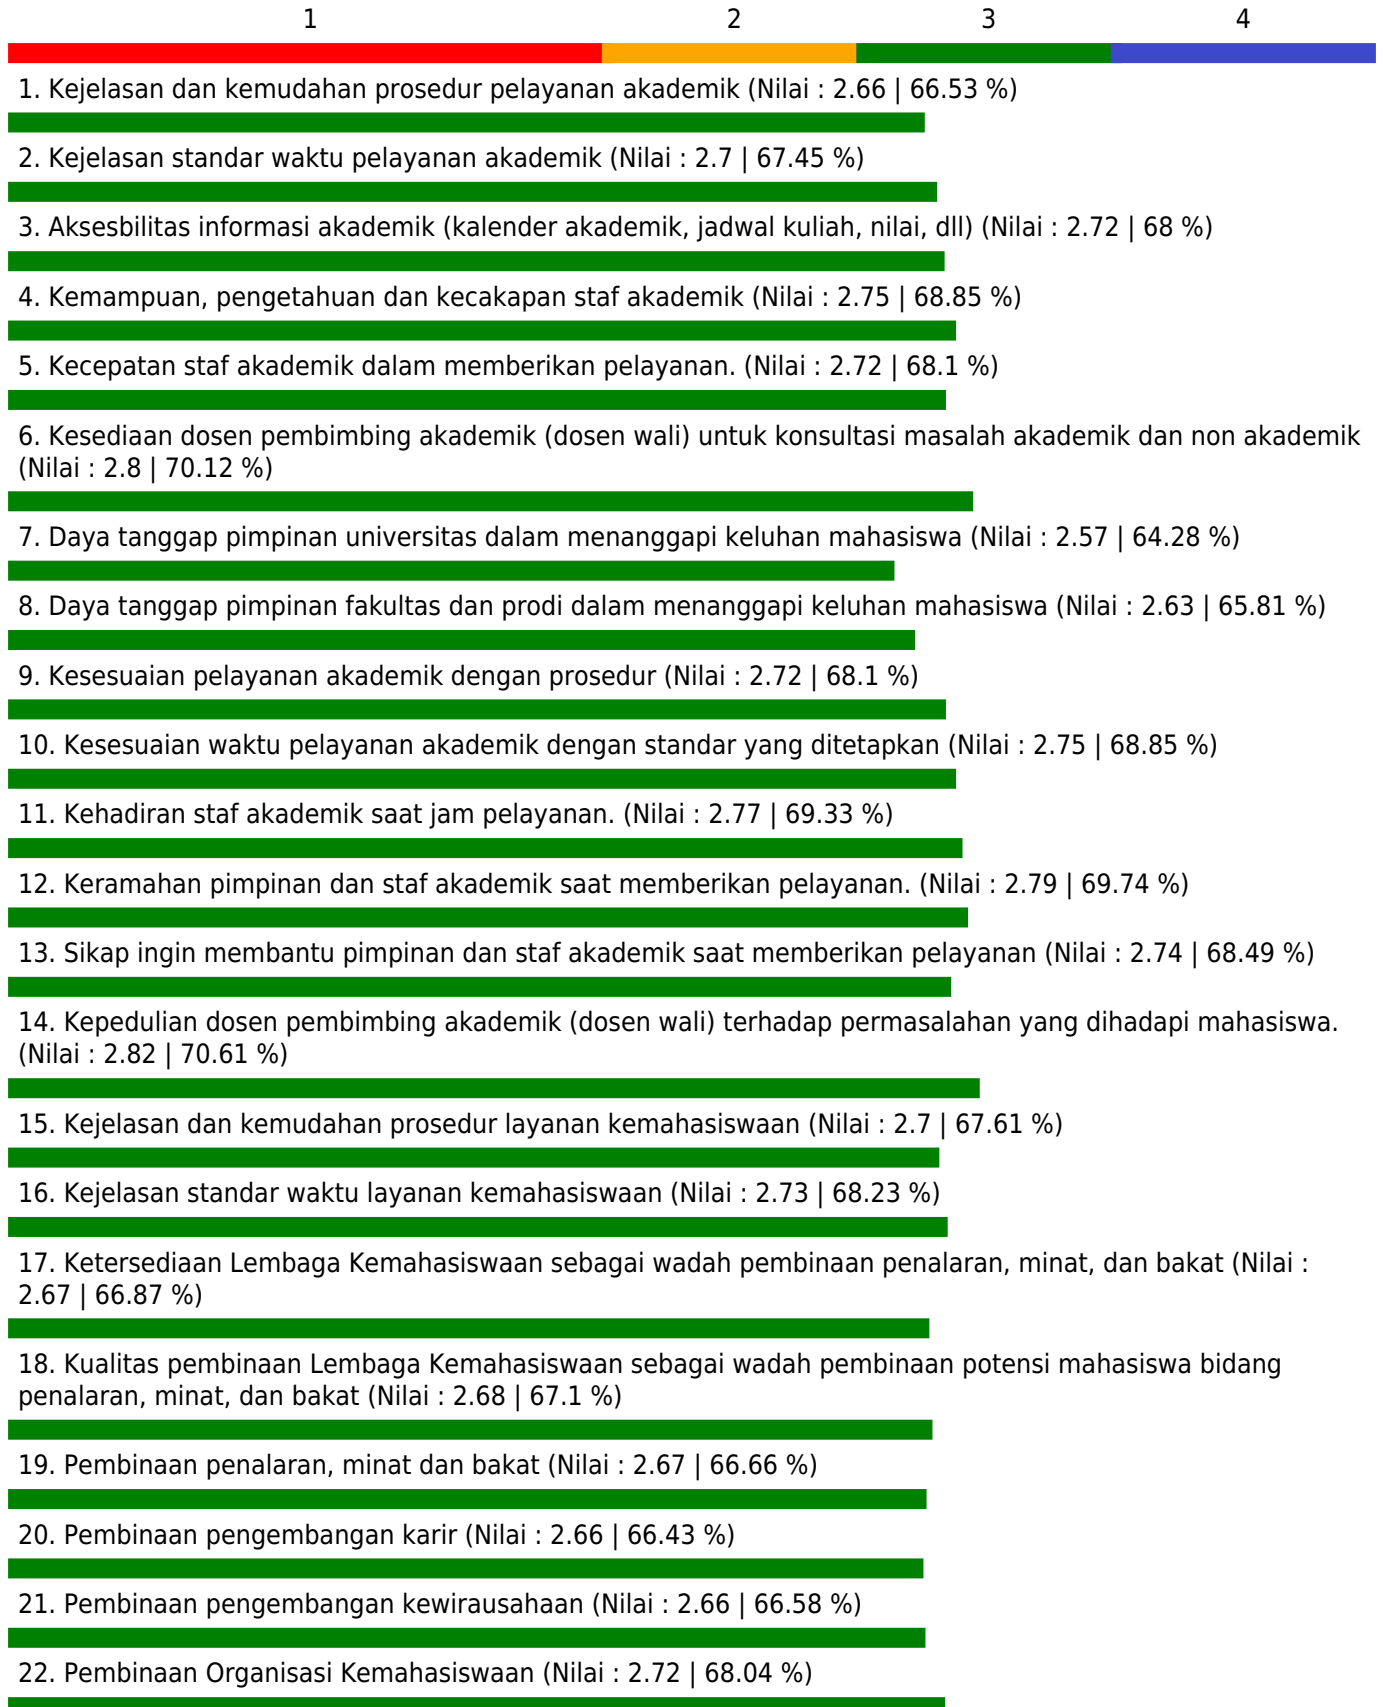 1 2 3 4
1. Kejelasan dan kemudahan prosedur pelayanan akademik (Nilai : 2.66 | 66.53 %)
2. Kejelasan standar waktu pelayanan akademik (Nilai : 2.7 | 67.45 %)
3. Aksesbilitas informasi akademik (kalender akademik, jadwal kuliah, nilai, dll) (Nilai : 2.72 | 68 %)
4. Kemampuan, pengetahuan dan kecakapan staf akademik (Nilai : 2.75 | 68.85 %)
5. Kecepatan staf akademik dalam memberikan pelayanan. (Nilai : 2.72 | 68.1 %)
6. Kesediaan dosen pembimbing akademik (dosen wali) untuk konsultasi masalah akademik dan non akademik
(Nilai : 2.8 | 70.12 %)
7. Daya tanggap pimpinan universitas dalam menanggapi keluhan mahasiswa (Nilai : 2.57 | 64.28 %)
8. Daya tanggap pimpinan fakultas dan prodi dalam menanggapi keluhan mahasiswa (Nilai : 2.63 | 65.81 %)
9. Kesesuaian pelayanan akademik dengan prosedur (Nilai : 2.72 | 68.1 %)
10. Kesesuaian waktu pelayanan akademik dengan standar yang ditetapkan (Nilai : 2.75 | 68.85 %)
11. Kehadiran staf akademik saat jam pelayanan. (Nilai : 2.77 | 69.33 %)
12. Keramahan pimpinan dan staf akademik saat memberikan pelayanan. (Nilai : 2.79 | 69.74 %)
13. Sikap ingin membantu pimpinan dan staf akademik saat memberikan pelayanan (Nilai : 2.74 | 68.49 %)
14. Kepedulian dosen pembimbing akademik (dosen wali) terhadap permasalahan yang dihadapi mahasiswa.
(Nilai : 2.82 | 70.61 %)
15. Kejelasan dan kemudahan prosedur layanan kemahasiswaan (Nilai : 2.7 | 67.61 %)
16. Kejelasan standar waktu layanan kemahasiswaan (Nilai : 2.73 | 68.23 %)
17. Ketersediaan Lembaga Kemahasiswaan sebagai wadah pembinaan penalaran, minat, dan bakat (Nilai :
2.67 | 66.87 %)
18. Kualitas pembinaan Lembaga Kemahasiswaan sebagai wadah pembinaan potensi mahasiswa bidang
penalaran, minat, dan bakat (Nilai : 2.68 | 67.1 %)
19. Pembinaan penalaran, minat dan bakat (Nilai : 2.67 | 66.66 %)
20. Pembinaan pengembangan karir (Nilai : 2.66 | 66.43 %)
21. Pembinaan pengembangan kewirausahaan (Nilai : 2.66 | 66.58 %)
22. Pembinaan Organisasi Kemahasiswaan (Nilai : 2.72 | 68.04 %)